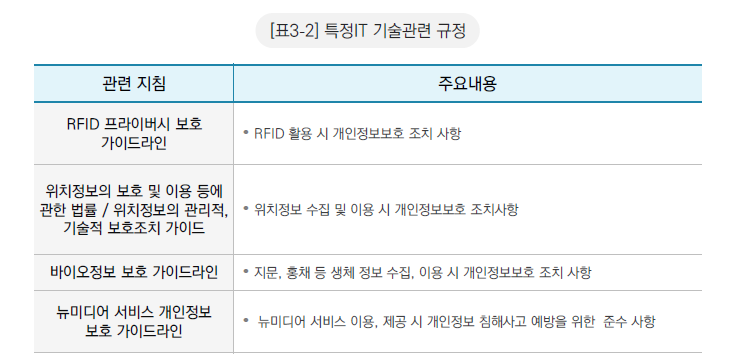 [표3-2] 특정IT 기술관련 규정
관련 지침
주요내용
RFID 프라이버시 보호
가이드라인
• RFID 활용 시 개인정보보호 조치 사항
위치정보의 보호 및 이용 등에
관한 법률 / 위치정보의 관리적,
기술적 보호조치 가이드
• 위치정보 수집 및 이용 시 개인정보보호 조치사항
바이오정보 보호 가이드라인
• 지문, 홍채 등 생체 정보 수집, 이용 시 개인정보보호 조치 사항
뉴미디어 서비스 개인정보
보호 가이드라인
• 뉴미디어 서비스 이용, 제공 시 개인정보 침해사고 예방을 위한 준수 사항